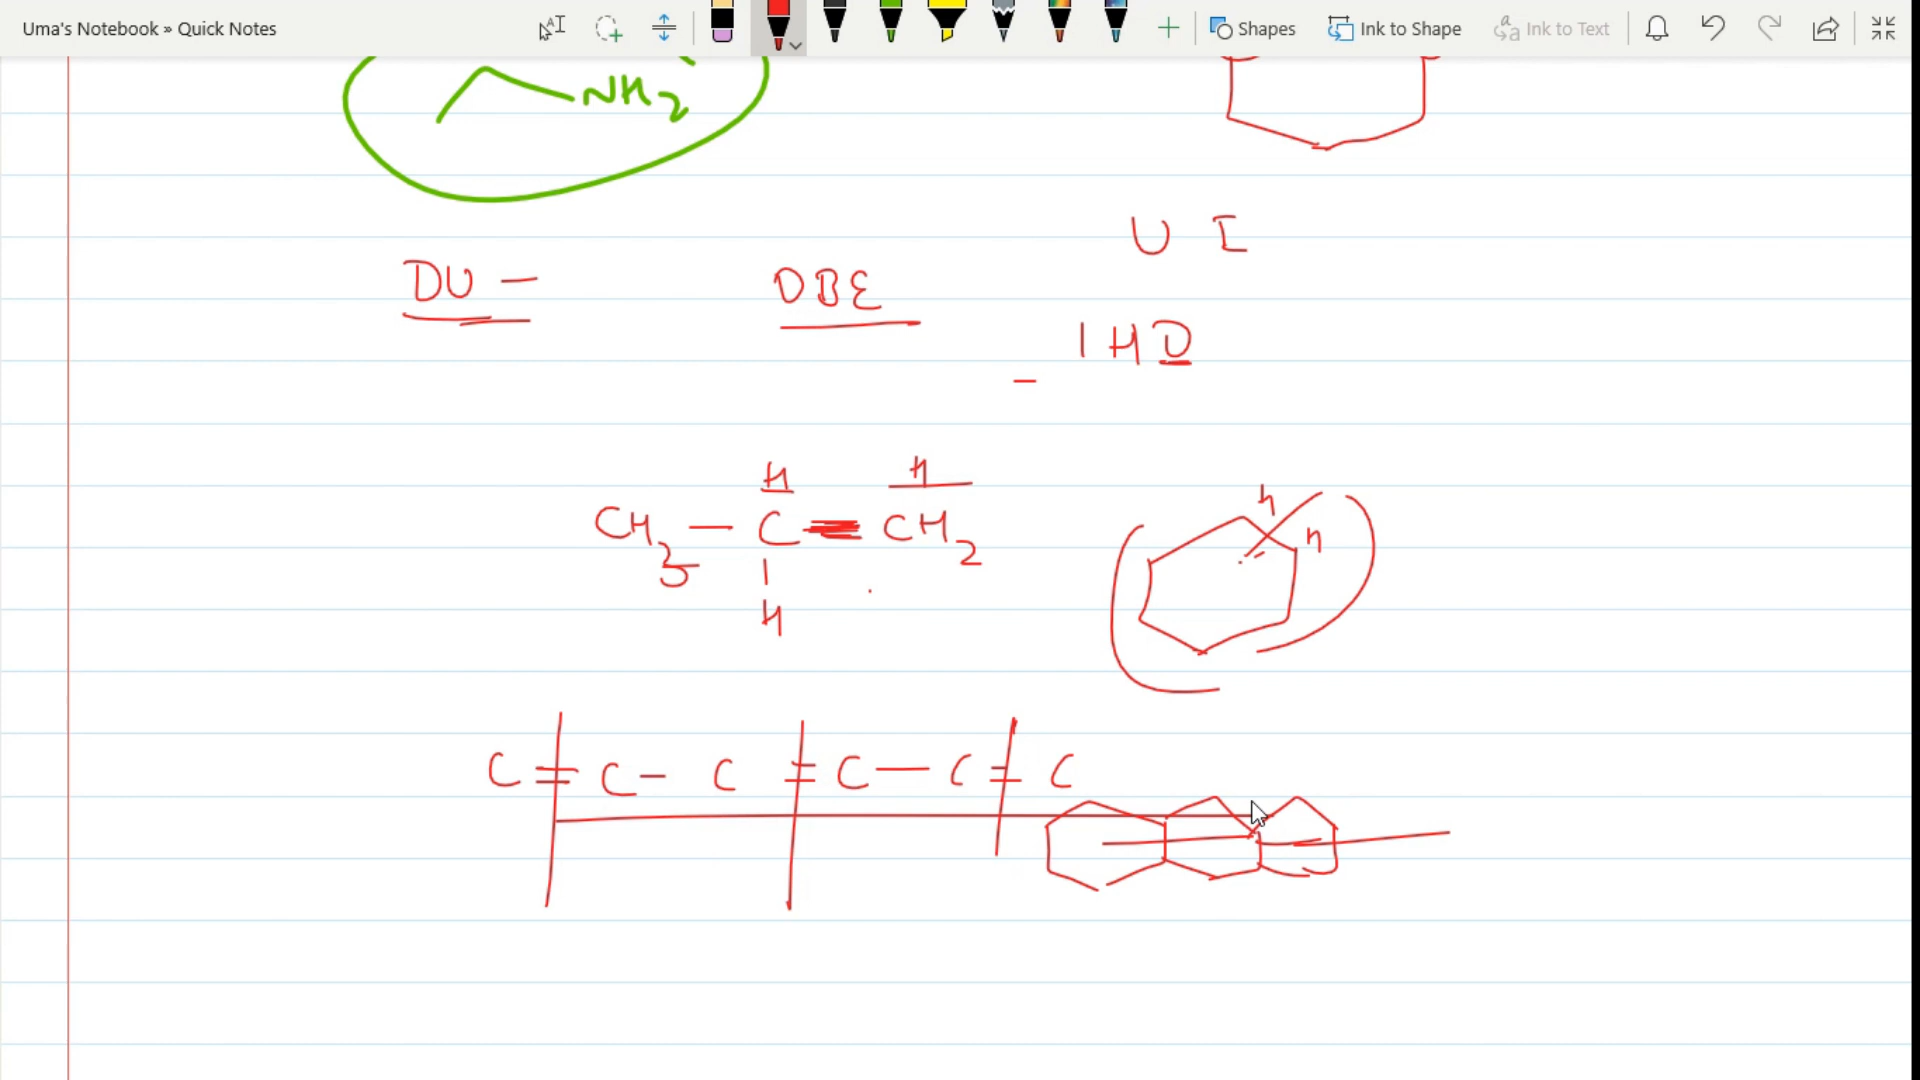 Uma's Notebook » Quick Notes
Shapes
Ink to Shape
Ink to Text
NH2
U I
DU –
DBE
IHD
H H
CH3 – C = CH2
H
H
H
C = C – C = C – C = C